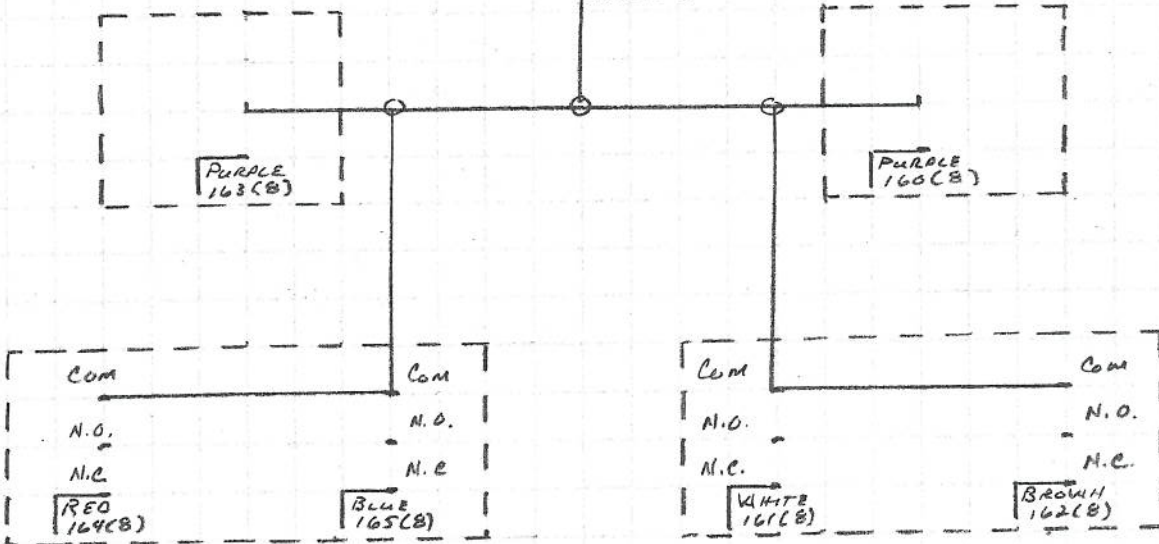 PURPLE
163(8)
PURPLE
160(8)
COM
N.O.
N.C
RED
164(8)
COM
N.O.
N.C
BLUE
165(8)
COM
N.O.
N.C.
WHITE
161(8)
COM
N.O.
N.C.
BROWN
162(8)